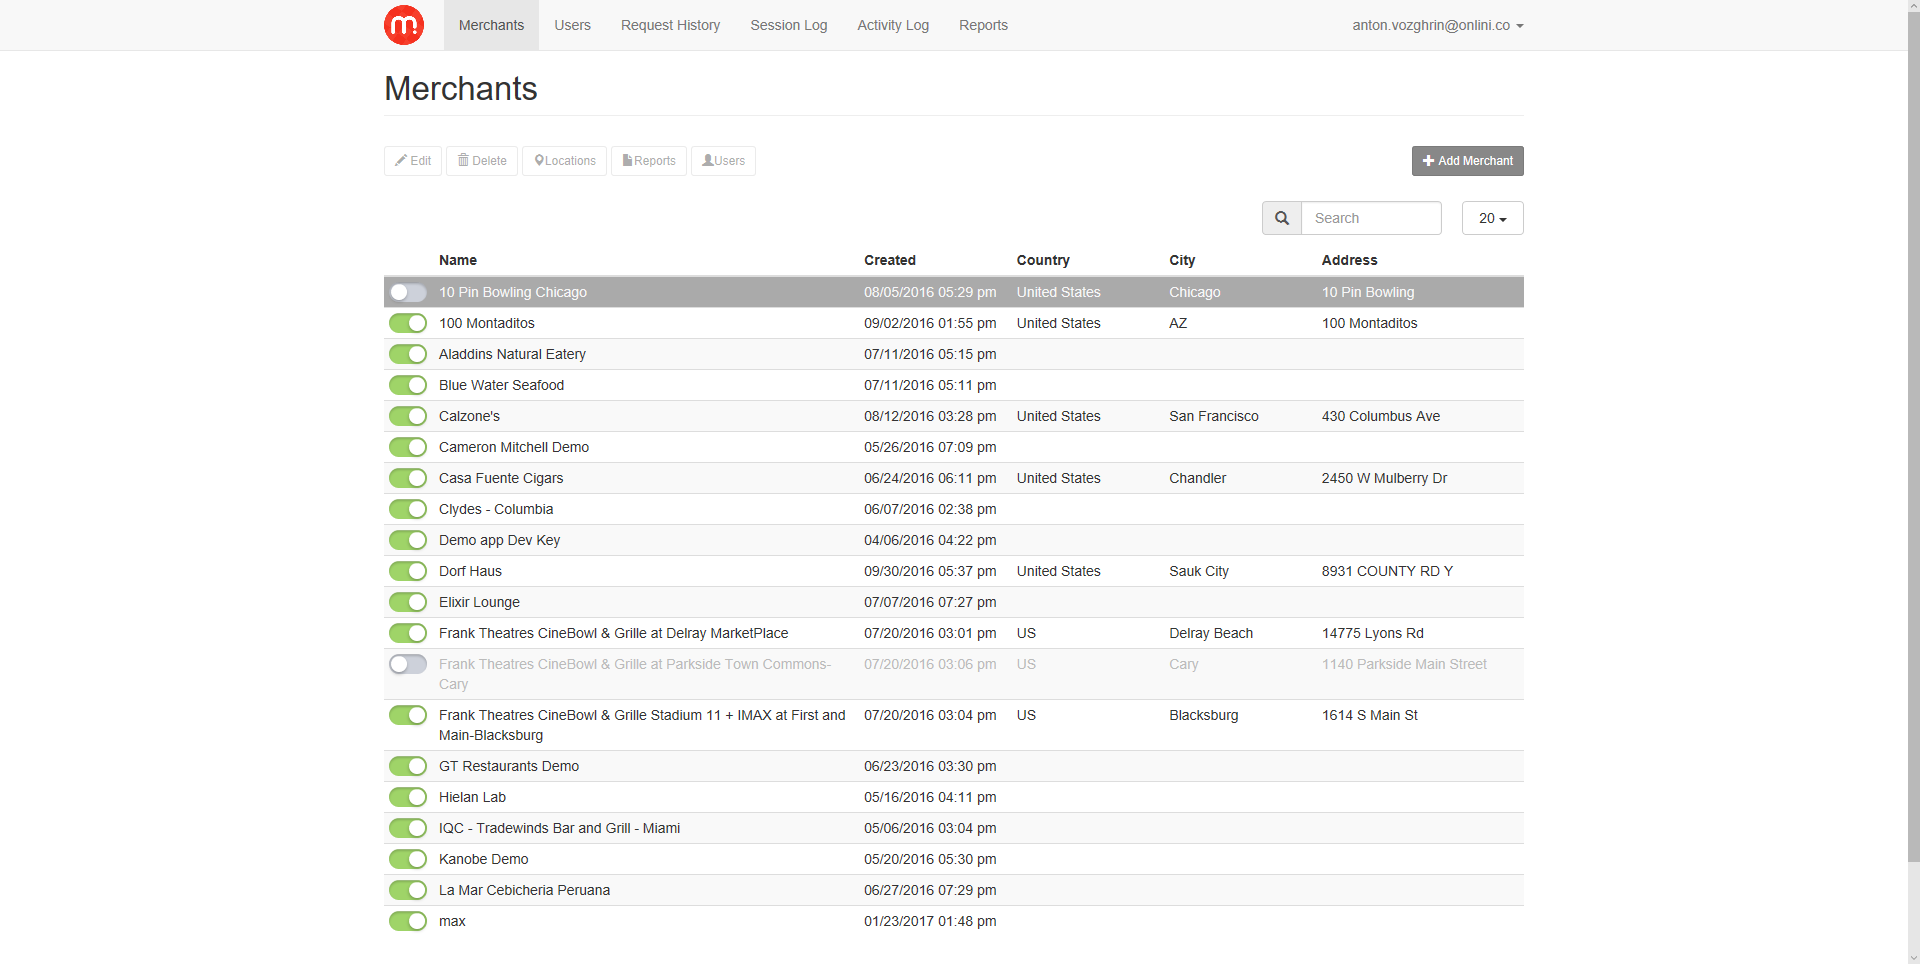 m!
Merchants Users Request History Session Log Activity Log Reports anton.vozghrin@onlini.co
Merchants
Edit Delete Locations Reports Users Add Merchant
Search 20
Name Created Country City Address
10 Pin Bowling Chicago 08/05/2016 05:29 pm United States Chicago 10 Pin Bowling
100 Montaditos 09/02/2016 01:55 pm United States AZ 100 Montaditos
Aladdins Natural Eatery 07/11/2016 05:15 pm
Blue Water Seafood 07/11/2016 05:11 pm
Calzone's 08/12/2016 03:28 pm United States San Francisco 430 Columbus Ave
Cameron Mitchell Demo 05/26/2016 07:09 pm
Casa Fuente Cigars 06/24/2016 06:11 pm United States Chandler 2450 W Mulberry Dr
Clydes - Columbia 06/07/2016 02:38 pm
Demo app Dev Key 04/06/2016 04:22 pm
Dorf Haus 09/30/2016 05:37 pm United States Sauk City 8931 COUNTY RD Y
Elixir Lounge 07/07/2016 07:27 pm
Frank Theatres CineBowl & Grille at Delray MarketPlace 07/20/2016 03:01 pm US Delray Beach 14775 Lyons Rd
Frank Theatres CineBowl & Grille at Parkside Town Commons- 07/20/2016 03:06 pm US Cary 1140 Parkside Main Street
Cary
Frank Theatres CineBowl & Grille Stadium 11 + IMAX at First and 07/20/2016 03:04 pm US Blacksburg 1614 S Main St
Main-Blacksburg
GT Restaurants Demo 06/23/2016 03:30 pm
Hielan Lab 05/16/2016 04:11 pm
IQC - Tradewinds Bar and Grill - Miami 05/06/2016 03:04 pm
Kanobe Demo 05/20/2016 05:30 pm
La Mar Cebicheria Peruana 06/27/2016 07:29 pm
max 01/23/2017 01:48 pm